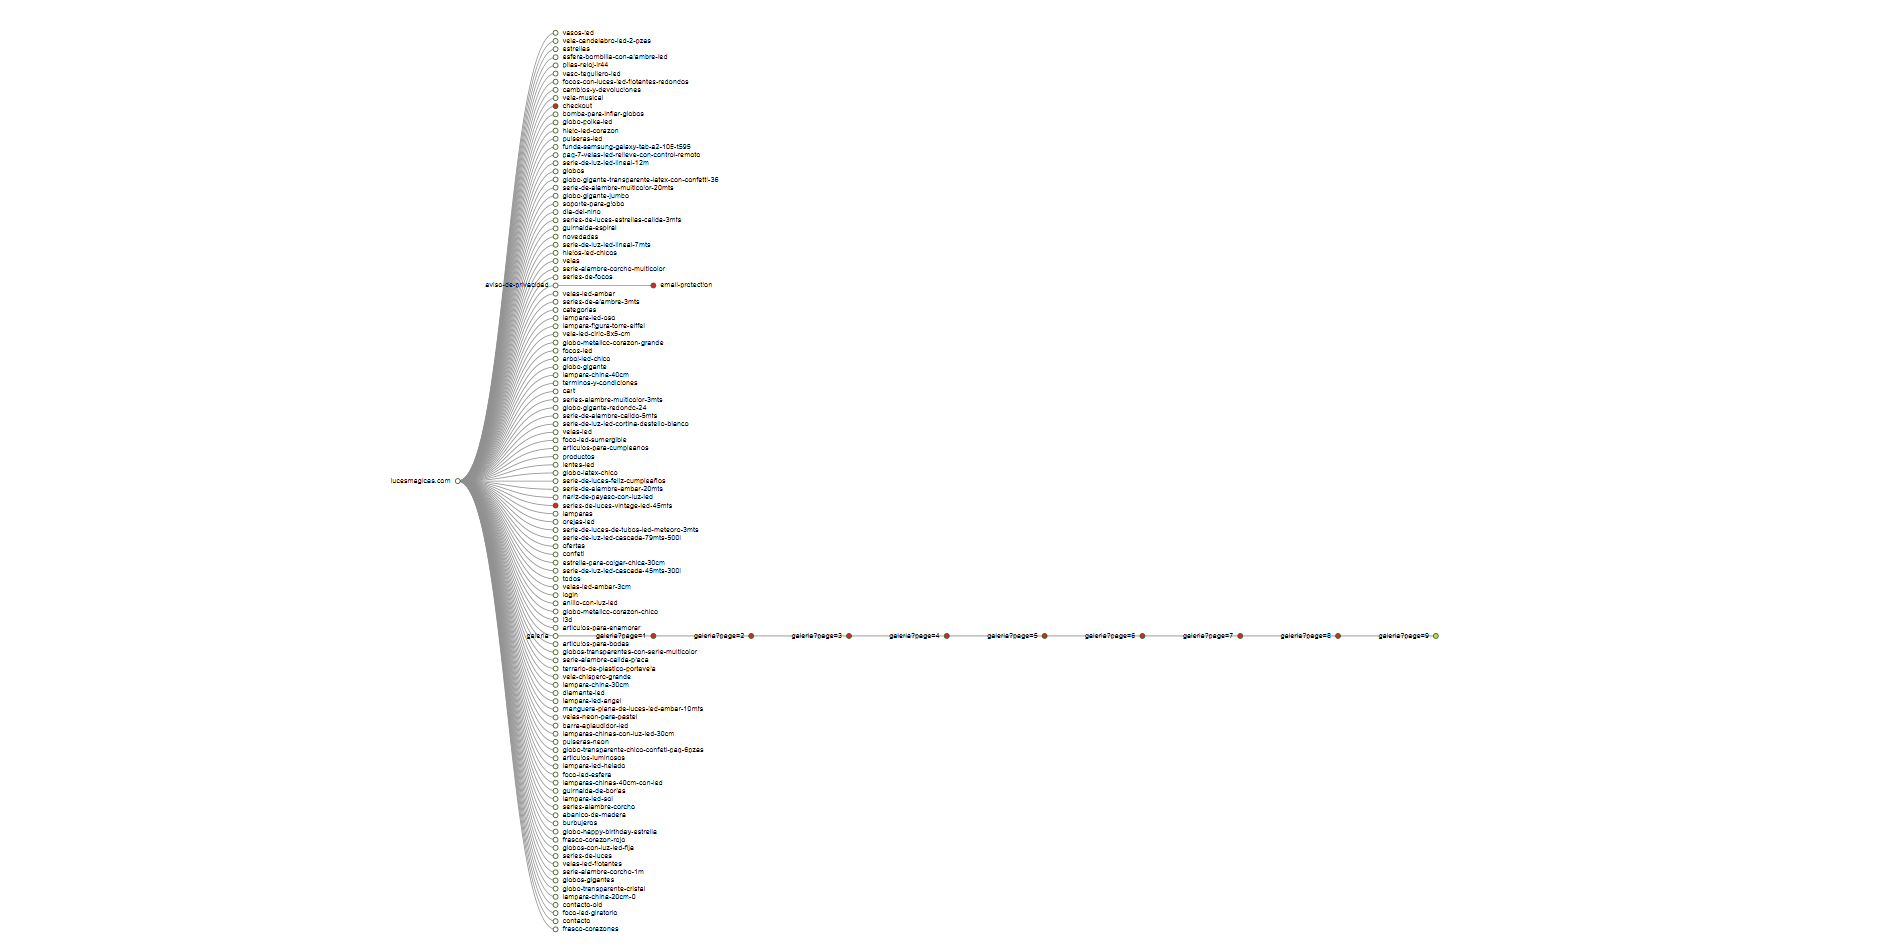 vasos-led
vela-candelabro-led-2-pzas
estrellas
esfera-bombilla-con-alambre-led
pilas-reloj-lr44
vaso-tequilero-led
focos-con-luces-led-flotantes-redondos
cambios-y-devoluciones
vela-musical
checkout
bomba-para-inflar-globos
globo-polka-led
hielo-led-corazon
pulseras-led
funda-samsung-galaxy-tab-a2-105-t595
paq-7-velas-led-relieve-con-control-remoto
serie-de-luz-led-lineal-12m
globos
globo-gigante-transparente-latex-con-confetti-36
serie-de-alambre-multicolor-20mts
globo-gigante-jumbo
soporte-para-globo
dia-del-nino
series-de-luces-estrellas-calida-3mts
guirnalda-espiral
novedades
serie-de-luz-led-lineal-7mts
hielos-led-chicos
velas
serie-alambre-corcho-multicolor
series-de-focos
aviso-de-privacidad email-protection
velas-led-ambar
series-de-alambre-3mts
categorias
lampara-led-oso
lampara-figura-torre-eiffel
vela-led-cirio-8x5-cm
globo-metalico-corazon-grande
focos-led
arbol-led-chico
globo-gigante
lampara-china-40cm
terminos-y-condiciones
cart
series-alambre-multicolor-3mts
globo-gigante-redondo-24
serie-de-alambre-calido-5mts
serie-de-luz-led-cortina-destello-blanco
velas-led
foco-led-sumergible
articulos-para-cumpleanos
productos
lentes-led
globo-latex-chico
lucesmagicas.com serie-de-luces-feliz-cumpleaños
serie-de-alambre-ambar-20mts
nariz-de-payaso-con-luz-led
series-de-luces-vintage-led-45mts
lamparas
orejas-led
serie-de-luces-de-tubos-led-meteoro-3mts
serie-de-luz-led-cascada-79mts-500l
ofertas
confeti
estrella-para-colgar-chica-30cm
serie-de-luz-led-cascada-45mts-300l
todos
velas-led-ambar-3cm
login
anillo-con-luz-led
globo-metalico-corazon-chico
l3d
articulos-para-enamorar
galeria galeria?page=1 galeria?page=2 galeria?page=3 galeria?page=4 galeria?page=5 galeria?page=6 galeria?page=7 galeria?page=8 galeria?page=9
articulos-para-bodas
globos-transparentes-con-serie-multicolor
serie-alambre-calida-placa
terrario-de-plastico-portavela
vela-chispero-grande
lampara-china-30cm
diamante-led
lampara-led-angel
manguera-plana-de-luces-led-ambar-10mts
velas-neon-para-pastel
barra-aplaudidor-led
lamparas-chinas-con-luz-led-30cm
pulseras-neon
globo-transparente-chico-confeti-paq-6pzas
articulos-luminosos
lampara-led-helado
foco-led-esfera
lamparas-chinas-40cm-con-led
guirnalda-de-borlas
lampara-led-sol
series-alambre-corcho
abanico-de-madera
burbujeros
globo-happy-birthday-estrella
frasco-corazon-rojo
globos-con-luz-led-fija
series-de-luces
velas-led-flotantes
serie-alambre-corcho-1m
globos-gigantes
globo-transparente-cristal
lampara-china-20cm-0
contacto-old
foco-led-giratorio
contacto
frasco-corazones